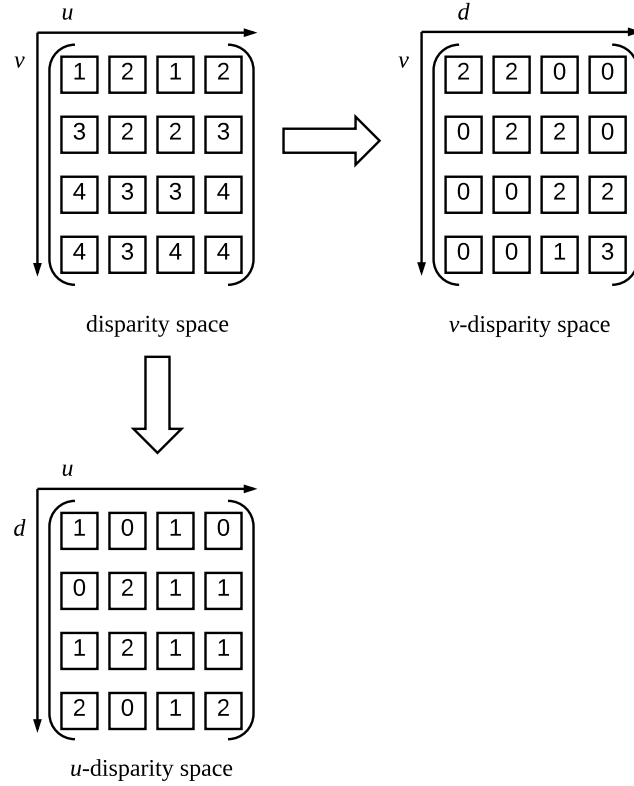 u
v
1 2 1 2
3 2 2 3
4 3 3 4
4 3 4 4
disparity space
d
v
2 2 0 0
0 2 2 0
0 0 2 2
0 0 1 3
v-disparity space
u
d
1 0 1 0
0 2 1 1
1 2 1 1
2 0 1 2
u-disparity space